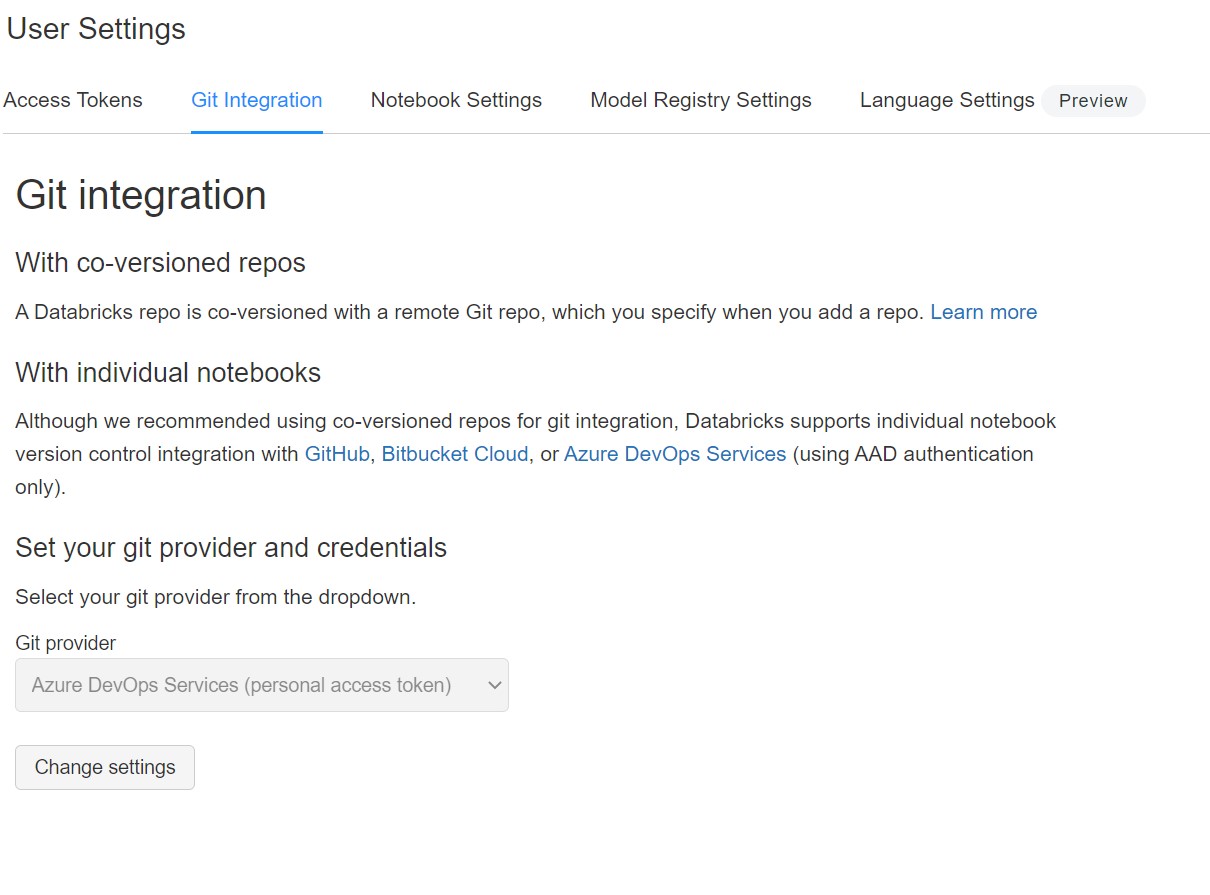 User Settings
Access Tokens Git Integration Notebook Settings Model Registry Settings Language Settings Preview
Git integration
With co-versioned repos
A Databricks repo is co-versioned with a remote Git repo, which you specify when you add a repo. Learn more
With individual notebooks
Although we recommended using co-versioned repos for git integration, Databricks supports individual notebook
version control integration with GitHub, Bitbucket Cloud, or Azure DevOps Services (using AAD authentication
only).
Set your git provider and credentials
Select your git provider from the dropdown.
Git provider
Azure DevOps Services (personal access token)
Change settings